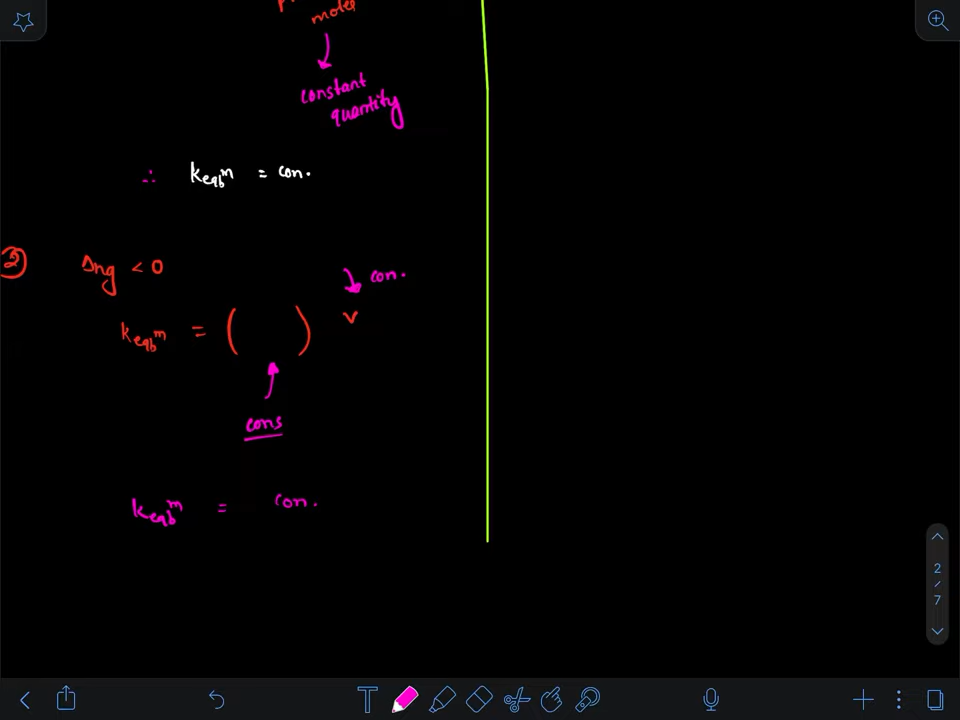 moles
constant
quantity
∴ keqbᵐ = con.
② Δng < 0
con.
keqbᵐ = ( ) v
cons
keqbᵐ = con.
2
/
7
T